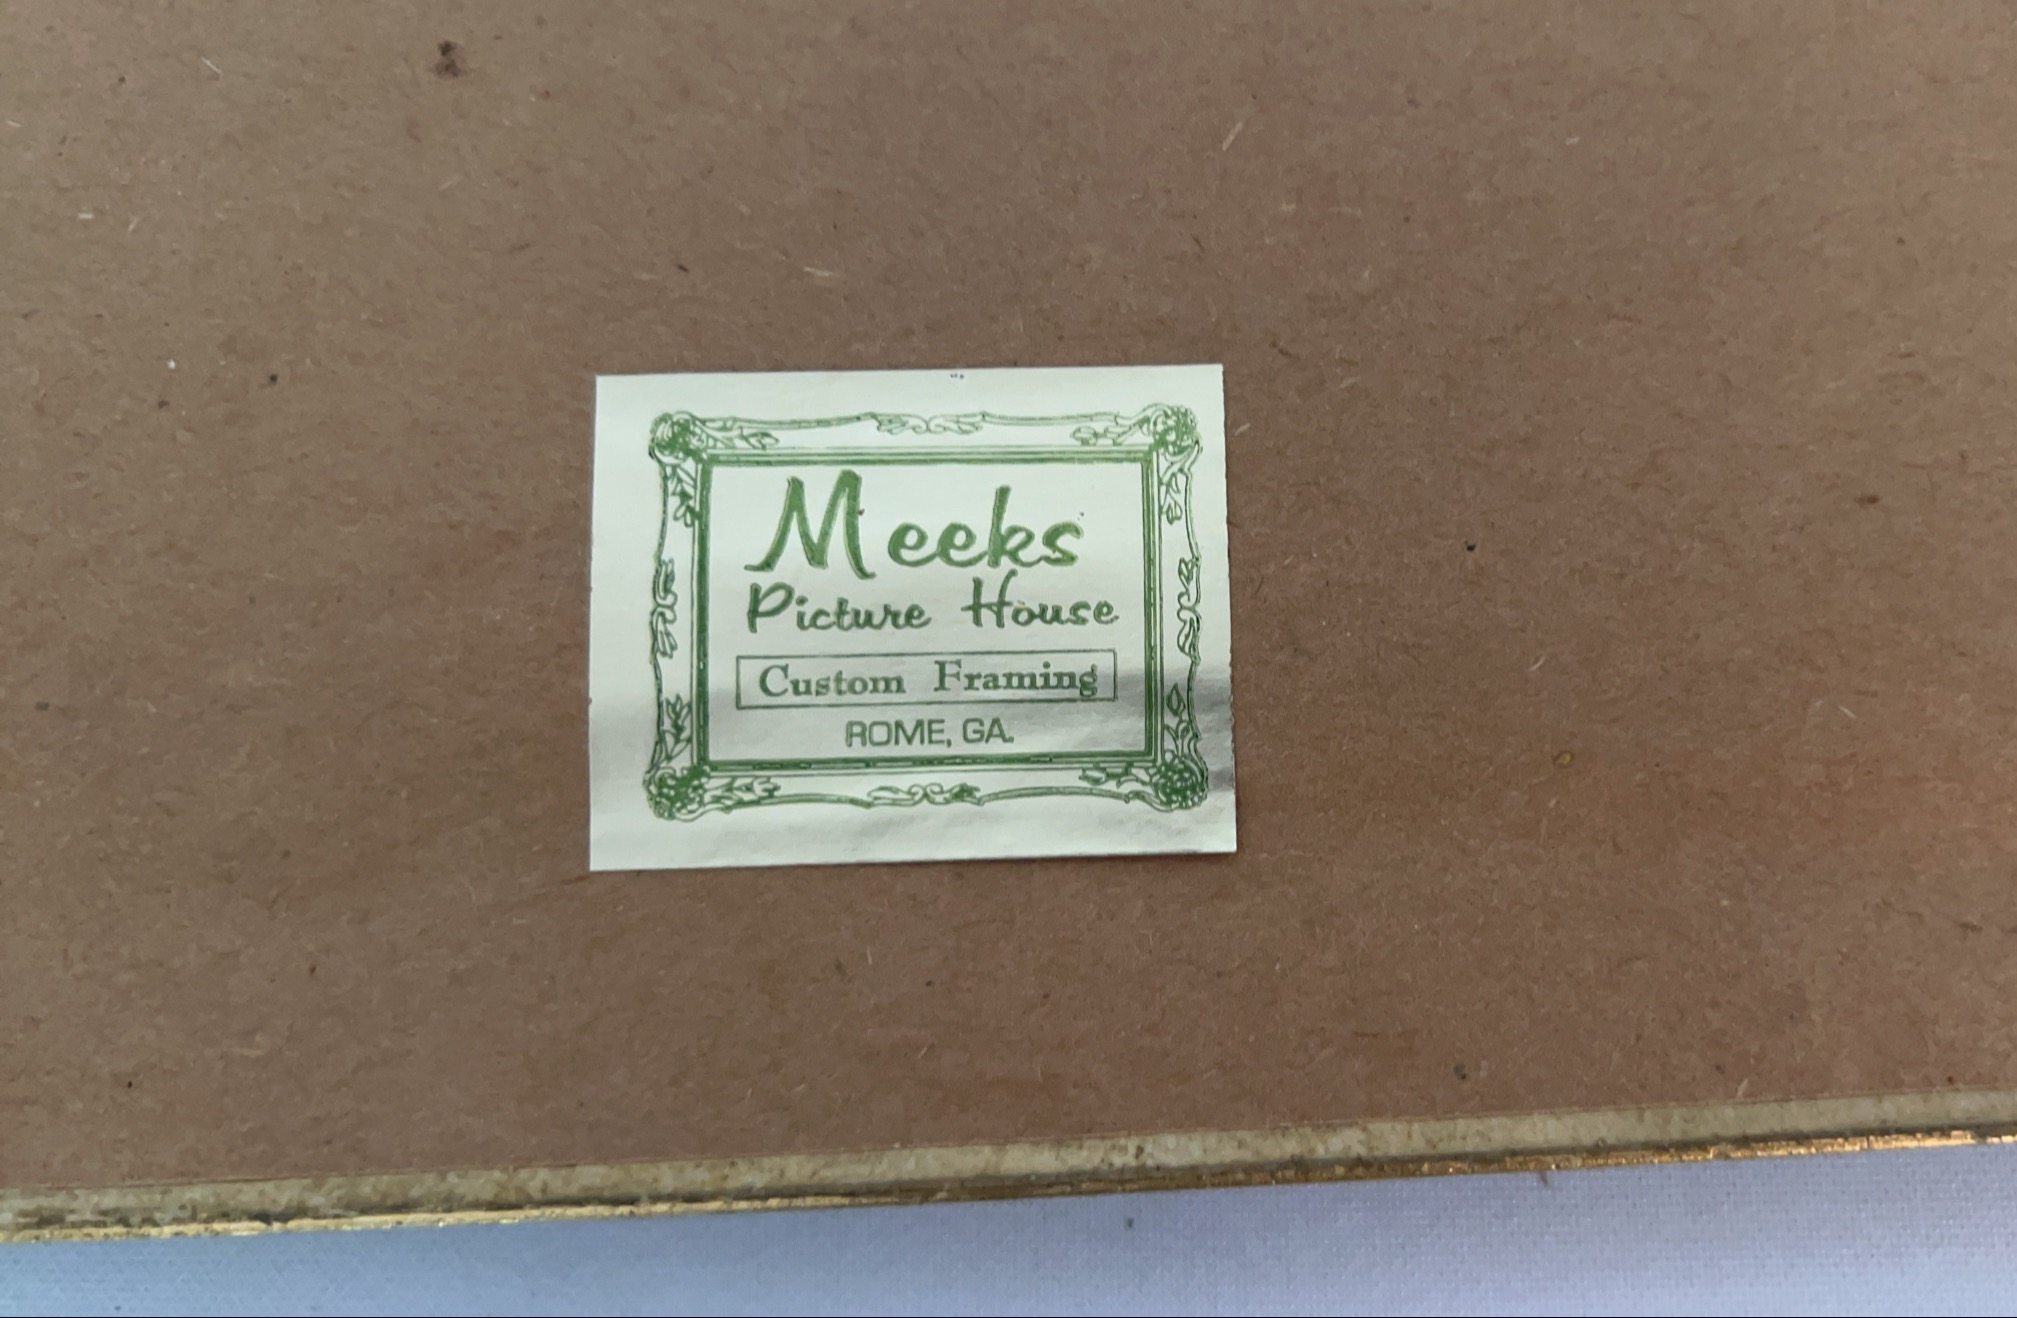 Meeks
Picture House
Custom Framing
ROME, GA.